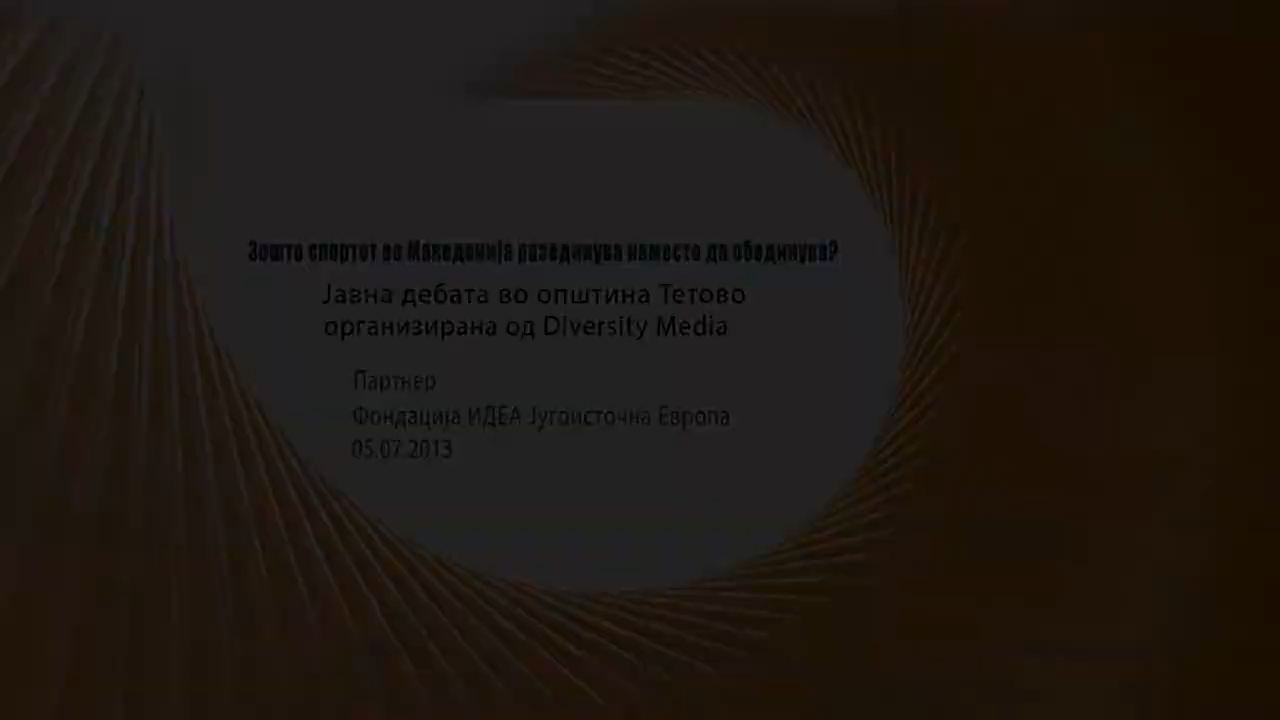 Зошто спортот во Македонија разединува наместо да обединува?
Јавна дебата во општина Тетово
организирана од Diversity Media
Партнер
Фондација ИДЕА Југоисточна Европа
05.07.2013